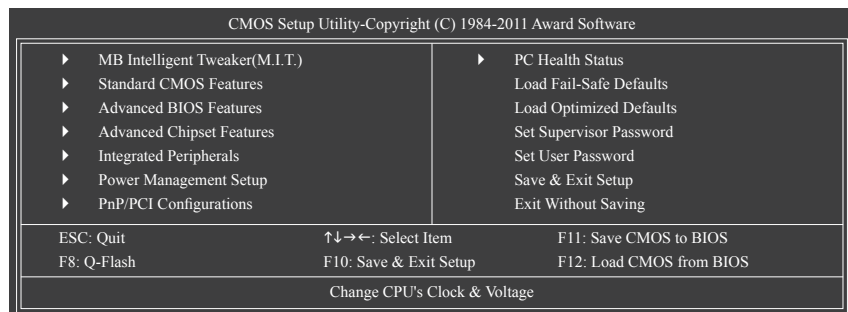 CMOS Setup Utility-Copyright (C) 1984-2011 Award Software
MB Intelligent Tweaker(M.I.T.)
Standard CMOS Features
Advanced BIOS Features
Advanced Chipset Features
Integrated Peripherals
Power Management Setup
PnP/PCI Configurations
PC Health Status
Load Fail-Safe Defaults
Load Optimized Defaults
Set Supervisor Password
Set User Password
Save & Exit Setup
Exit Without Saving
ESC: Quit
↑↓→←: Select Item
F11: Save CMOS to BIOS
F8: Q-Flash
F10: Save & Exit Setup
F12: Load CMOS from BIOS
Change CPU's Clock & Voltage